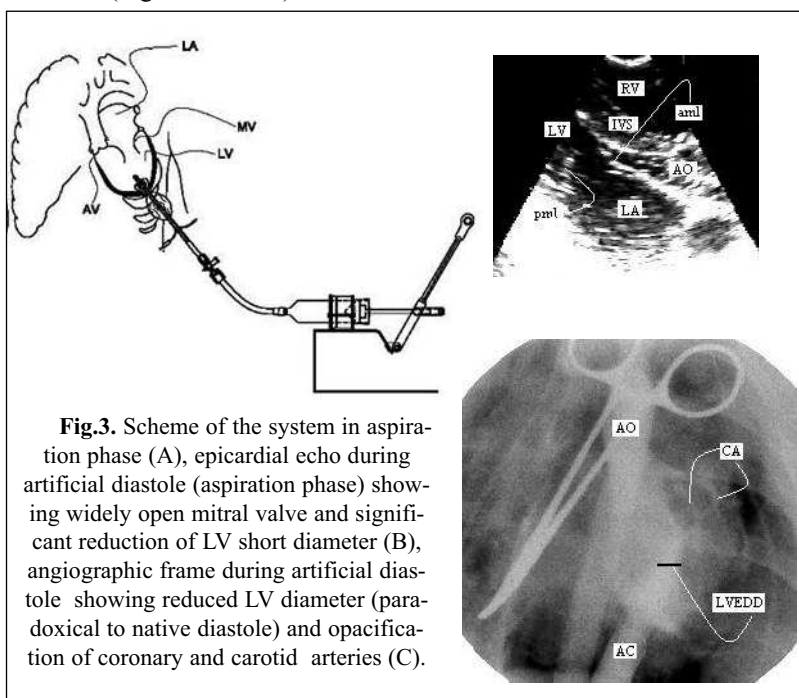 LA
MV
LV
AV
RV
aml
IVS
LV
AO
LA
pml
Fig.3. Scheme of the system in aspira-
tion phase (A), epicardial echo during
artificial diastole (aspiration phase) show-
ing widely open mitral valve and signifi-
cant reduction of LV short diameter (B),
angiographic frame during artificial dias-
tole showing reduced LV diameter (para-
doxical to native diastole) and opacifica-
tion of coronary and carotid arteries (C).
AO
CA
LVEDD
AC